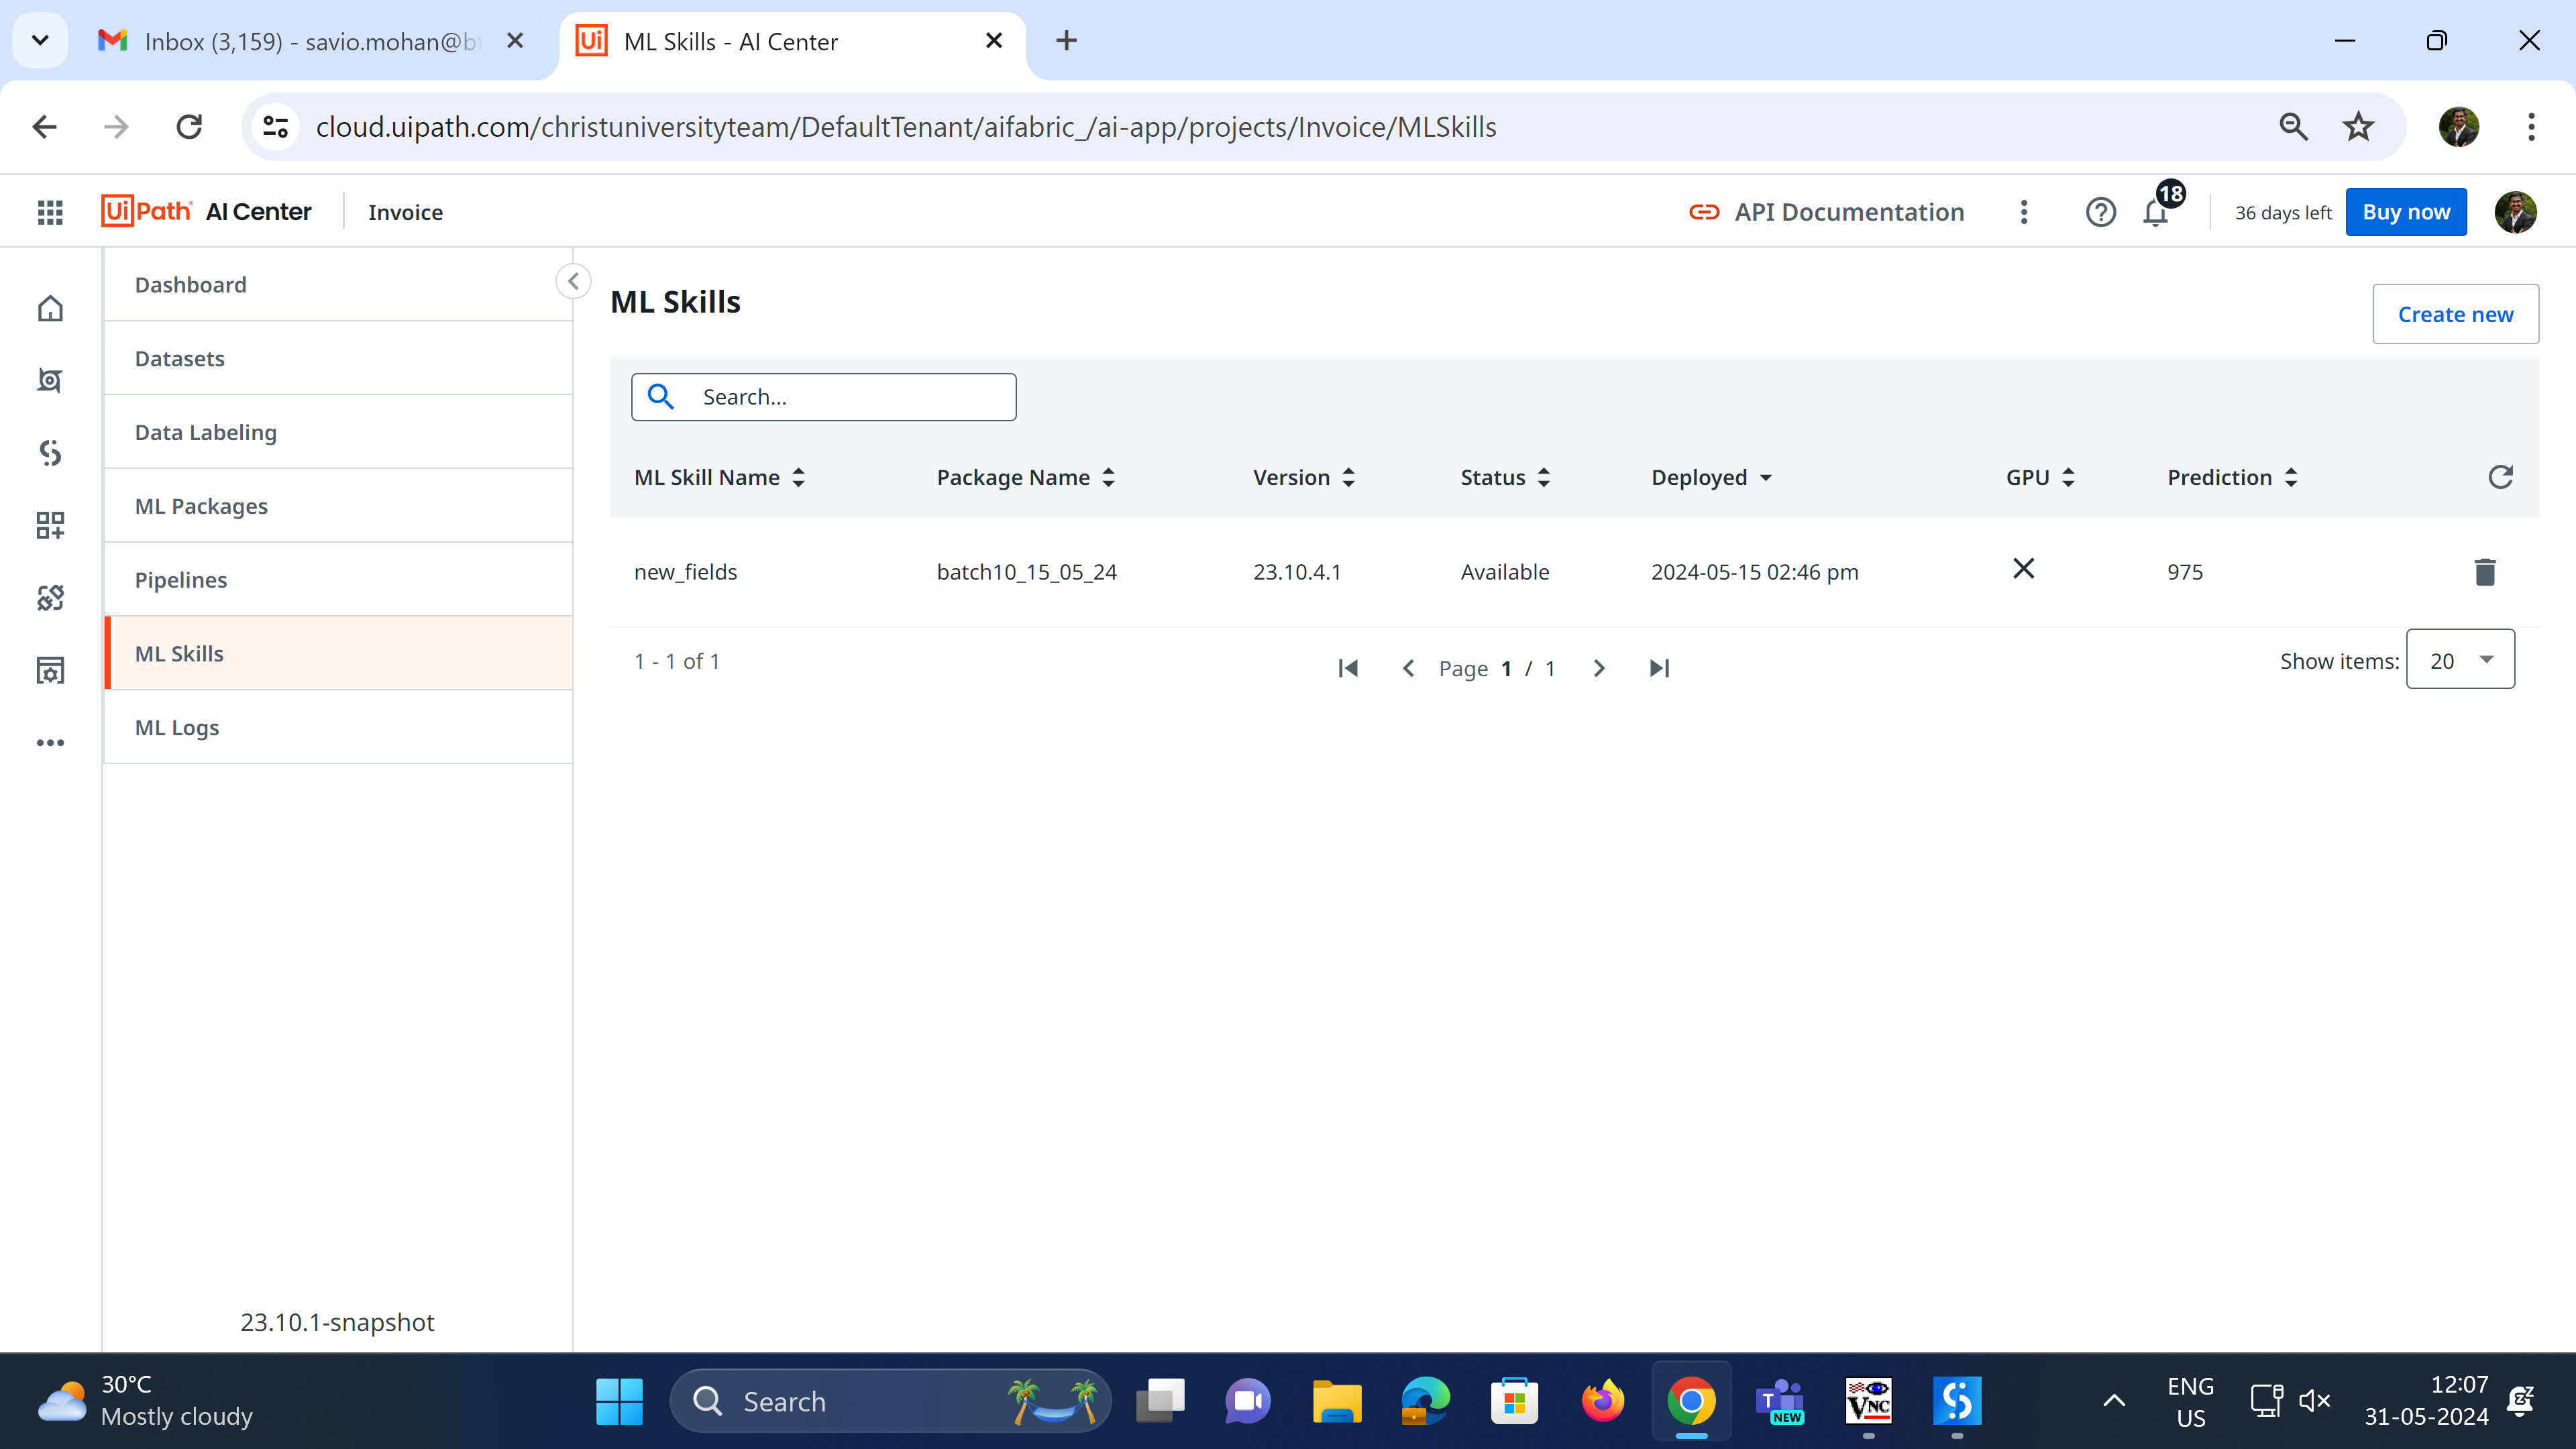 Inbox (3,159) - savio.mohan@bt
ML Skills - AI Center
cloud.uipath.com/christuniversityteam/DefaultTenant/aifabric_/ai-app/projects/Invoice/MLSkills
UiPath AI Center Invoice
API Documentation
18
36 days left
Buy now
Dashboard
Datasets
Data Labeling
ML Packages
Pipelines
ML Skills
ML Logs
23.10.1-snapshot
ML Skills
Create new
Search...
ML Skill Name Package Name Version Status Deployed GPU Prediction
new_fields batch10_15_05_24 23.10.4.1 Available 2024-05-15 02:46 pm 975
1 - 1 of 1
Page 1 / 1
Show items: 20
30°C
Mostly cloudy
Search
T
NEW
VNC
ENG
US
12:07
31-05-2024